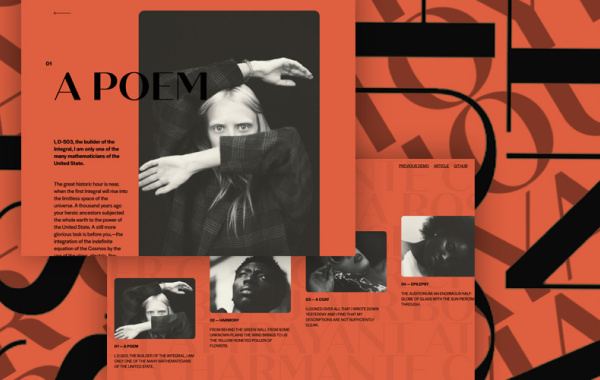 01
A POEM
I, D-503, the builder of the
Integral, I am only one of the
many mathematicians of the
United State.
The great historic hour is near,
when the first Integral will rise into
the limitless space of the
universe. A thousand years ago
your heroic ancestors subjected
the whole earth to the power of
the United State. A still more
glorious task is before you,—the
integration of the indefinite
equation of the Cosmos by the
PREVIOUS DEMO ARTICLE GITHUB
01 — A POEM
I, D-503, THE BUILDER OF THE INTEGRAL, I AM
ONLY ONE OF THE MANY MATHEMATICIANS
OF THE UNITED STATE.
02 — HARMONY
FROM BEHIND THE GREEN WALL FROM SOME
UNKNOWN PLAINS THE WIND BRINGS TO US
THE YELLOW HONEYED POLLEN OF
FLOWERS.
03 — A COAT
I LOOKED OVER ALL THAT I WROTE DOWN
YESTERDAY AND I FIND THAT MY
DESCRIPTIONS ARE NOT SUFFICIENTLY
CLEAR.
04 — EPILEPSY
THE AUDITORIUM. AN ENORMOUS HALF-
GLOBE OF GLASS WITH THE SUN PIERCING
THROUGH.